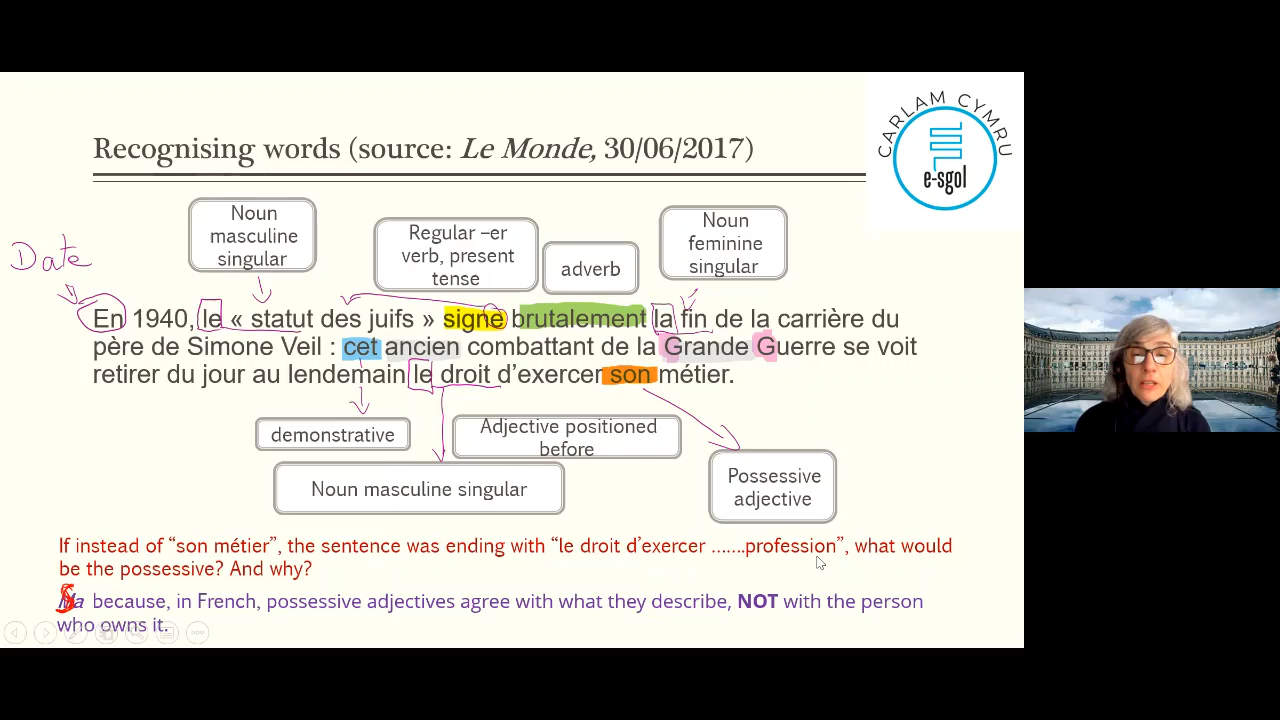 CARLAM CYMRU
e-sgol
Recognising words (source: Le Monde, 30/06/2017)
Noun
masculine
singular
Regular –er
verb, present
tense
adverb
Noun
feminine
singular
Date
En 1940, le « statut des juifs » signe brutalement la fin de la carrière du
père de Simone Veil : cet ancien combattant de la Grande Guerre se voit
retirer du jour au lendemain le droit d’exercer son métier.
demonstrative
Adjective positioned
before
Noun masculine singular
Possessive
adjective
If instead of “son métier”, the sentence was ending with “le droit d’exercer …….profession”, what would
be the possessive? And why?
Sa because, in French, possessive adjectives agree with what they describe, NOT with the person
who owns it.